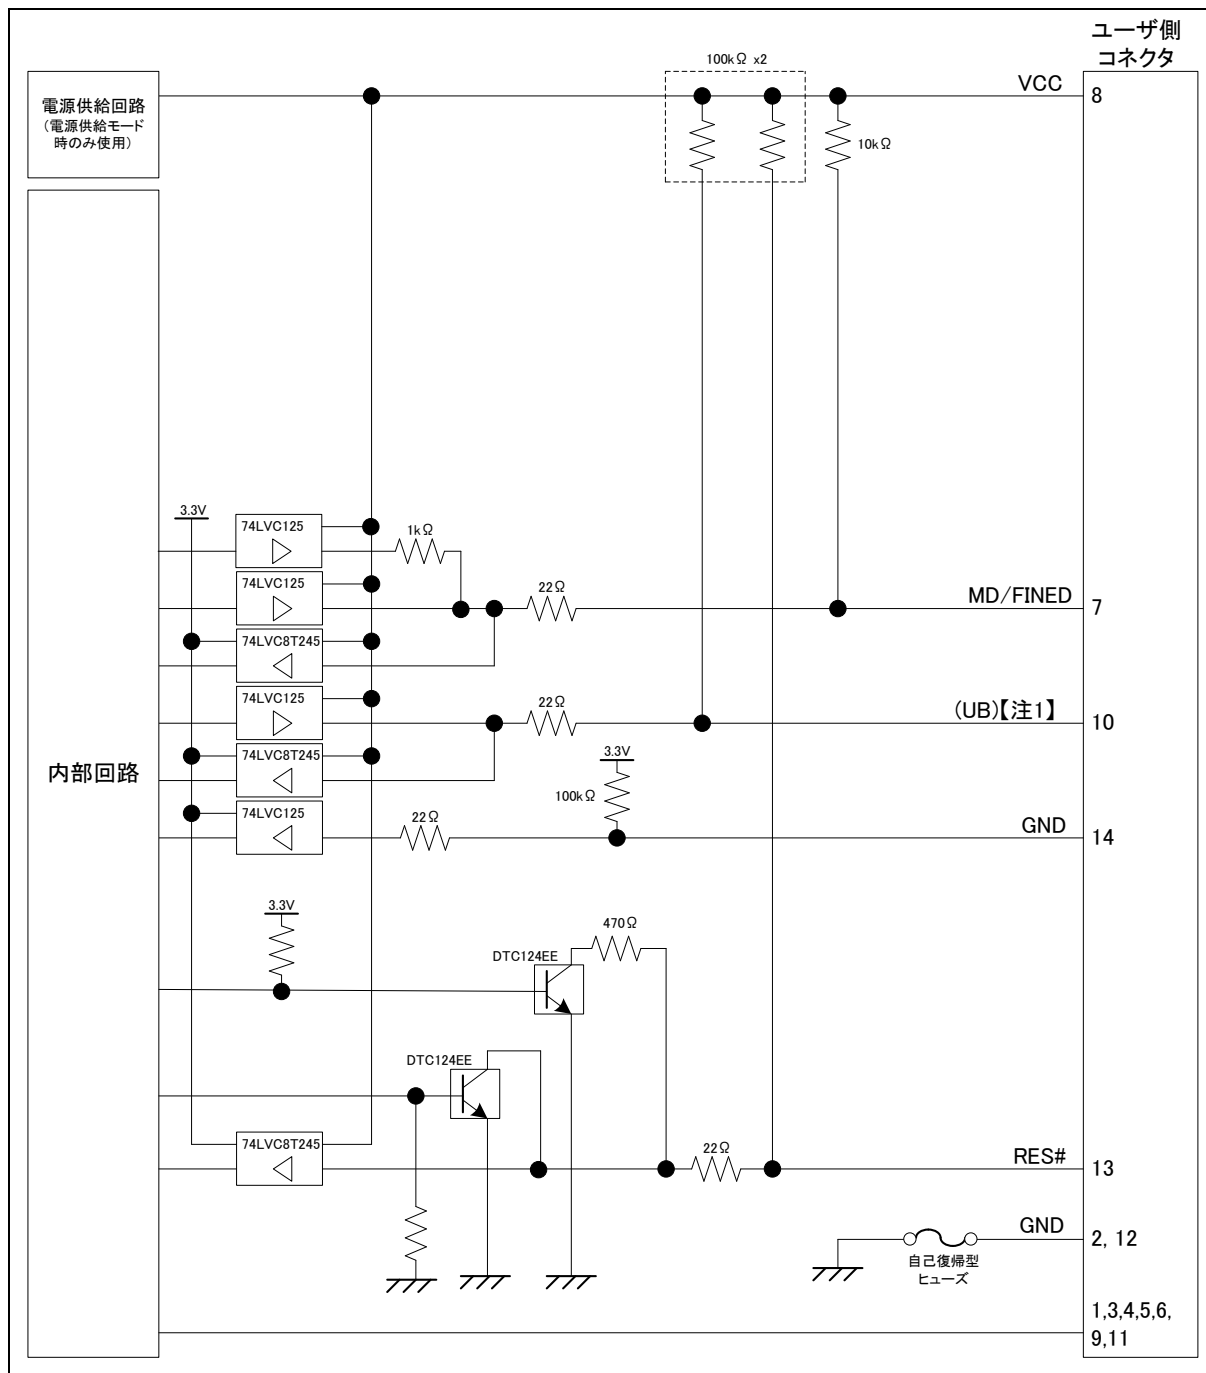 ユーザ側
コネクタ
100kΩ x2
VCC
8
電源供給回路
(電源供給モード
時のみ使用)
10kΩ
3.3V
74LVC125
1kΩ
74LVC125
22Ω
MD/FINED
7
74LVC8T245
74LVC125
22Ω
(UB)【注1】
10
74LVC8T245
3.3V
内部回路
100kΩ
74LVC125
22Ω
GND
14
3.3V
470Ω
DTC124EE
DTC124EE
74LVC8T245
22Ω
RES#
13
GND
2, 12
自己復帰型
ヒューズ
1,3,4,5,6,
9,11